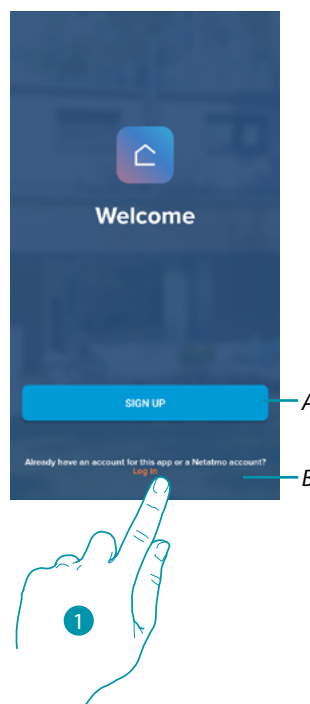 Welcome
SIGN UP
A
Already have an account for this app or a Netatmo account?
Log in
B
1